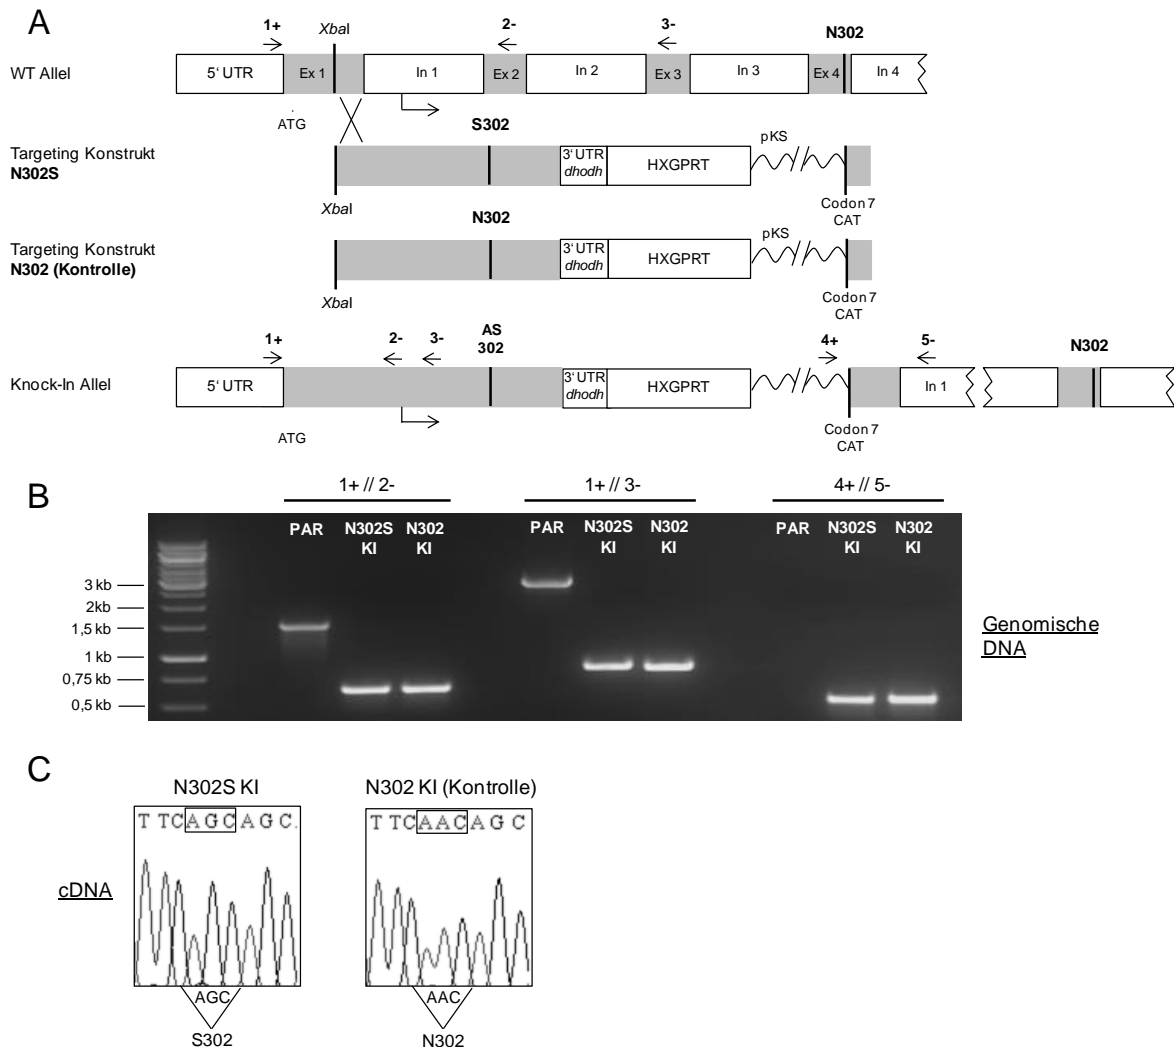 A
1+
XbaI
2-
3-
N302
WT Allel
5' UTR
Ex 1
In 1
Ex 2
In 2
Ex 3
In 3
Ex 4
In 4
ATG
S302
pKS
Targeting Konstrukt
N302S
3' UTR
dhodh
HXGPRT
XbaI
Codon 7
CAT
N302
pKS
Targeting Konstrukt
N302 (Kontrolle)
3' UTR
dhodh
HXGPRT
XbaI
Codon 7
CAT
1+
2-
3-
AS
302
4+
5-
N302
Knock-In Allel
5' UTR
3' UTR
dhodh
HXGPRT
In 1
ATG
Codon 7
CAT
B
1+ // 2-
1+ // 3-
4+ // 5-
PAR
N302S
KI
N302
KI
PAR
N302S
KI
N302
KI
PAR
N302S
KI
N302
KI
3 kb
2kb
1,5 kb
1 kb
0,75 kb
0,5 kb
Genomische
DNA
C
N302S KI
N302 KI (Kontrolle)
T TCAGCAGC.
T TCAACAGC
cDNA
AGC
AAC
S302
N302